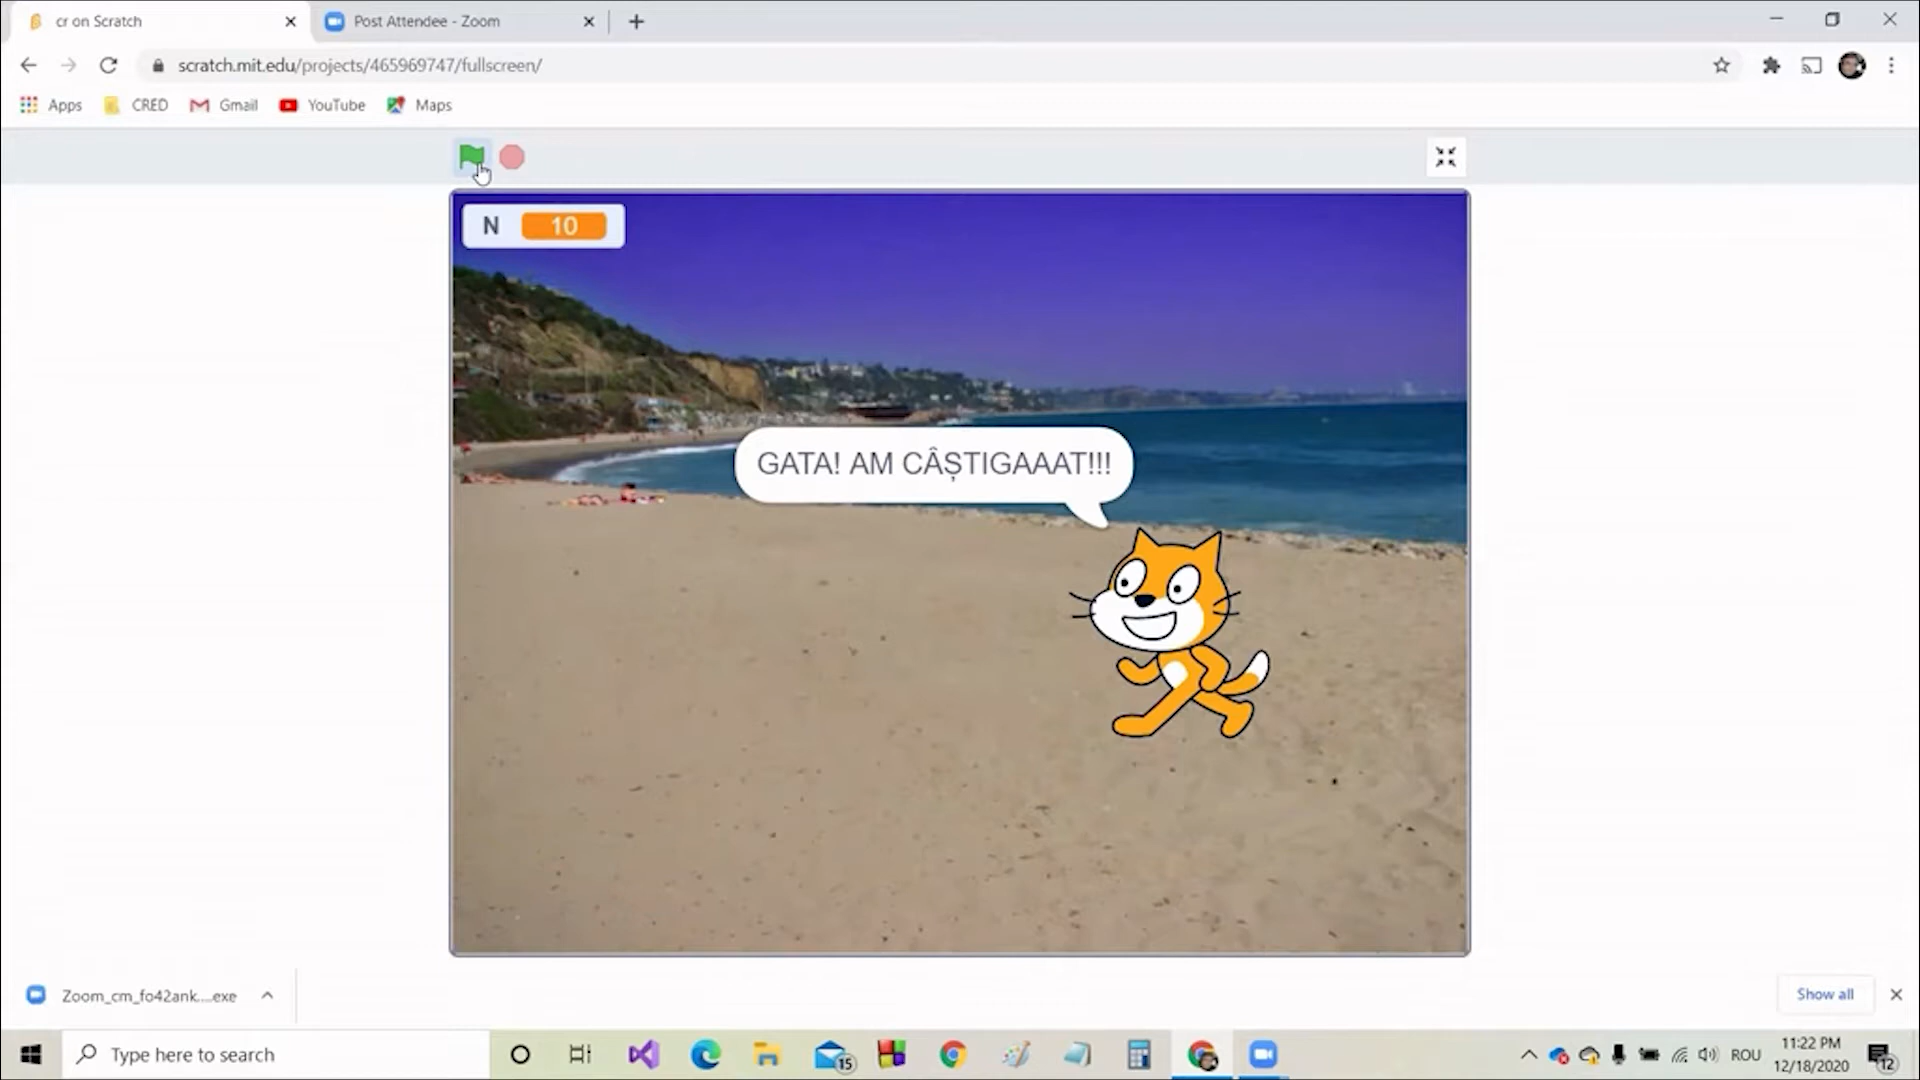 cr on Scratch
Post Attendee - Zoom
scratch.mit.edu/projects/465969747/fullscreen/
Apps
CRED
Gmail
YouTube
Maps
N 10
GATA! AM CÂȘTIGAAAT!!!
Zoom_cm_fo42ank....exe
Show all
Type here to search
15
ROU
11:22 PM
12/18/2020
12